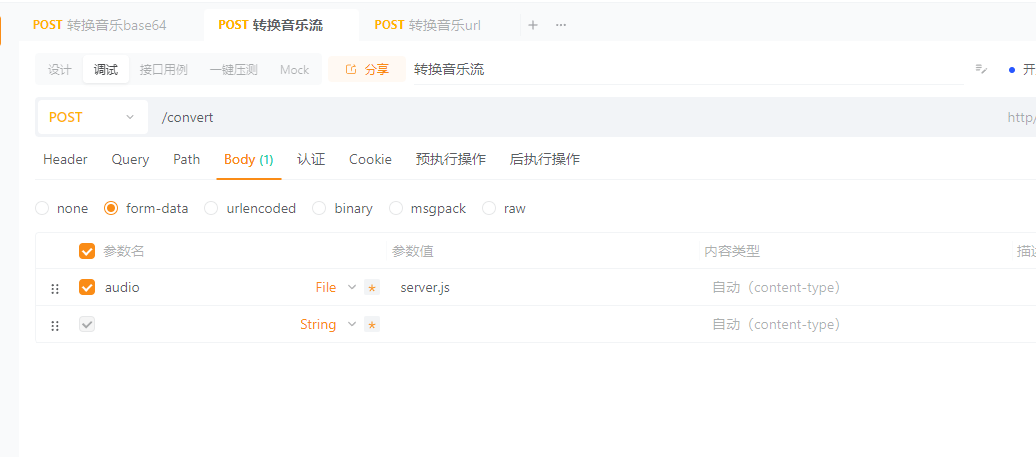 POST 转换音乐base64 POST 转换音乐流 POST 转换音乐url + ···
设计 调试 接口用例 一键压测 Mock 分享 转换音乐流 开
POST /convert http/
Header Query Path Body (1) 认证 Cookie 预执行操作 后执行操作
none form-data urlencoded binary msgpack raw
参数名 参数值 内容类型 描述
audio File * server.js 自动（content-type）
String * 自动（content-type）